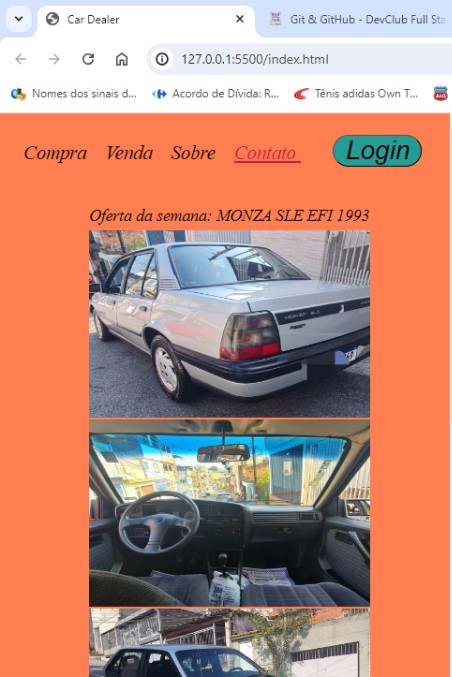 Car Dealer
Git & GitHub - DevClub Full Sta
127.0.0.1:5500/index.html
Nomes dos sinais d...
Acordo de Dívida: R...
Tênis adidas Own T...
Compra Venda Sobre Contato Login
Oferta da semana: MONZA SLE EFI 1993